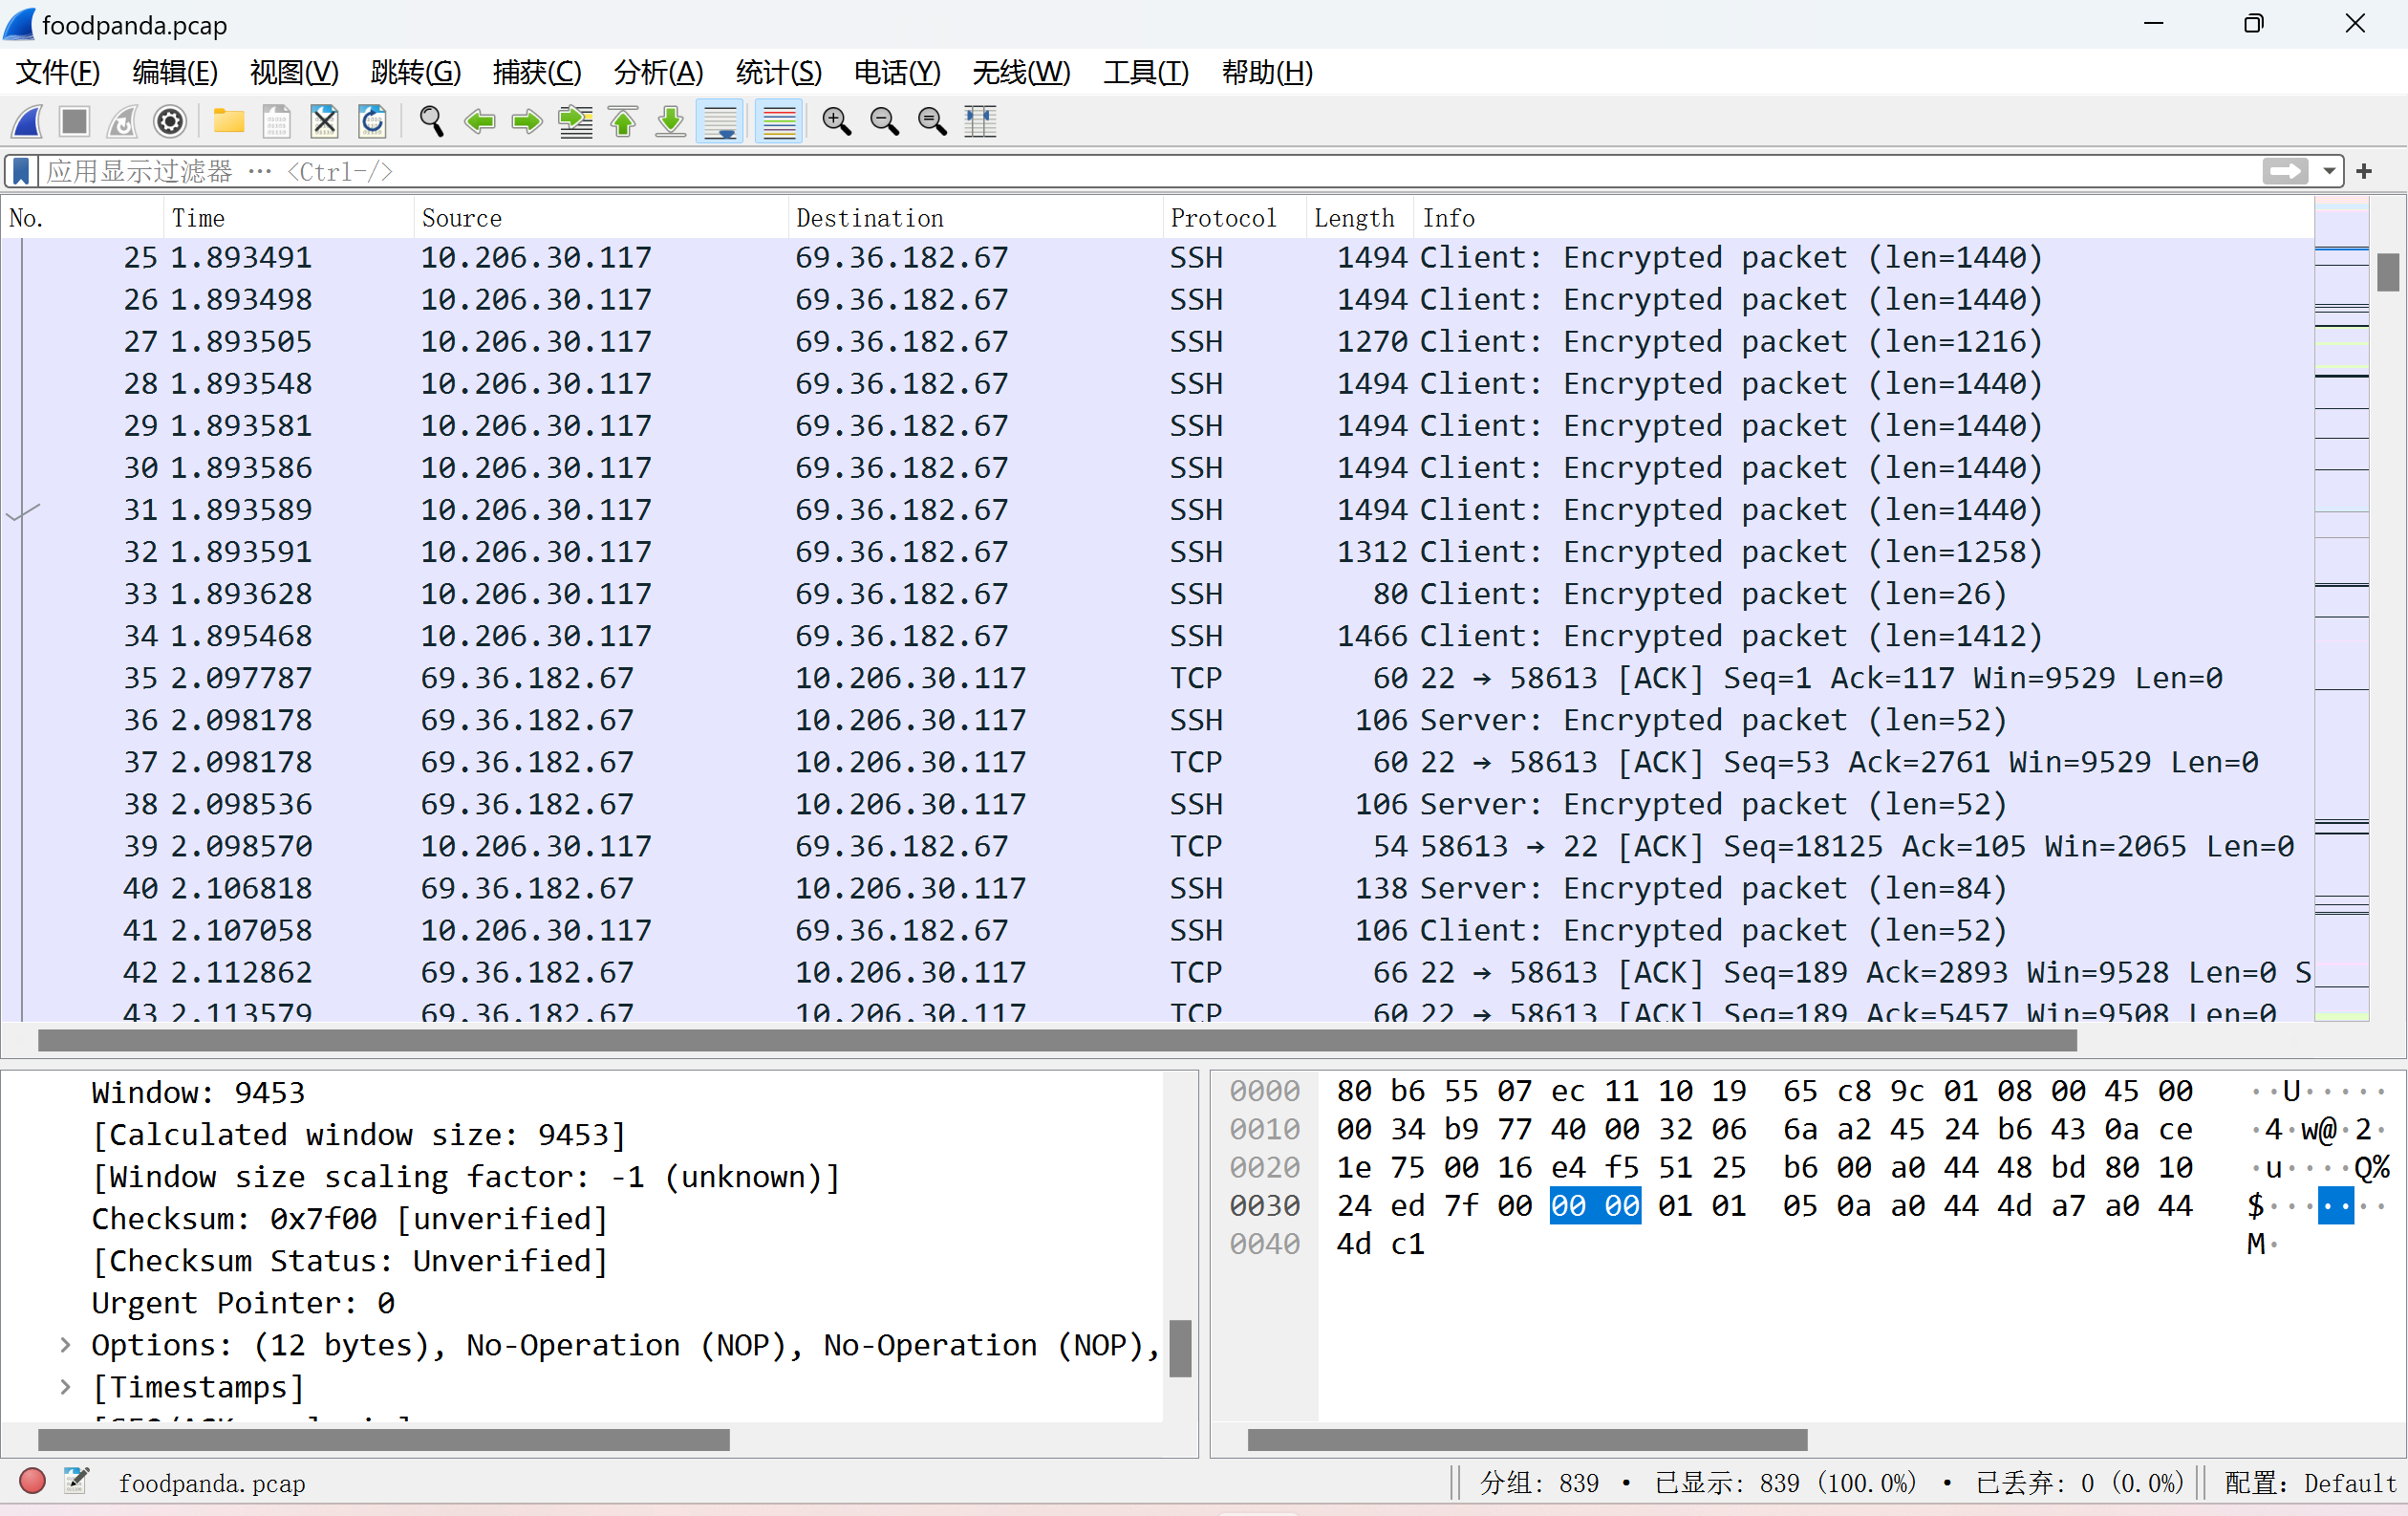 foodpanda.pcap
文件(F) 编辑(E) 视图(V) 跳转(G) 捕获(C) 分析(A) 统计(S) 电话(Y) 无线(W) 工具(T) 帮助(H)
应用显示过滤器 … <Ctrl-/>
No. Time Source Destination Protocol Length Info
25 1.893491 10.206.30.117 69.36.182.67 SSH 1494 Client: Encrypted packet (len=1440)
26 1.893498 10.206.30.117 69.36.182.67 SSH 1494 Client: Encrypted packet (len=1440)
27 1.893505 10.206.30.117 69.36.182.67 SSH 1270 Client: Encrypted packet (len=1216)
28 1.893548 10.206.30.117 69.36.182.67 SSH 1494 Client: Encrypted packet (len=1440)
29 1.893581 10.206.30.117 69.36.182.67 SSH 1494 Client: Encrypted packet (len=1440)
30 1.893586 10.206.30.117 69.36.182.67 SSH 1494 Client: Encrypted packet (len=1440)
31 1.893589 10.206.30.117 69.36.182.67 SSH 1494 Client: Encrypted packet (len=1440)
32 1.893591 10.206.30.117 69.36.182.67 SSH 1312 Client: Encrypted packet (len=1258)
33 1.893628 10.206.30.117 69.36.182.67 SSH 80 Client: Encrypted packet (len=26)
34 1.895468 10.206.30.117 69.36.182.67 SSH 1466 Client: Encrypted packet (len=1412)
35 2.097787 69.36.182.67 10.206.30.117 TCP 60 22 → 58613 [ACK] Seq=1 Ack=117 Win=9529 Len=0
36 2.098178 69.36.182.67 10.206.30.117 SSH 106 Server: Encrypted packet (len=52)
37 2.098178 69.36.182.67 10.206.30.117 TCP 60 22 → 58613 [ACK] Seq=53 Ack=2761 Win=9529 Len=0
38 2.098536 69.36.182.67 10.206.30.117 SSH 106 Server: Encrypted packet (len=52)
39 2.098570 10.206.30.117 69.36.182.67 TCP 54 58613 → 22 [ACK] Seq=18125 Ack=105 Win=2065 Len=0
40 2.106818 69.36.182.67 10.206.30.117 SSH 138 Server: Encrypted packet (len=84)
41 2.107058 10.206.30.117 69.36.182.67 SSH 106 Client: Encrypted packet (len=52)
42 2.112862 69.36.182.67 10.206.30.117 TCP 66 22 → 58613 [ACK] Seq=189 Ack=2893 Win=9528 Len=0 S
43 2.113579 69.36.182.67 10.206.30.117 TCP 60 22 → 58613 [ACK] Seq=189 Ack=5457 Win=9508 Len=0
Window: 9453
[Calculated window size: 9453]
[Window size scaling factor: -1 (unknown)]
Checksum: 0x7f00 [unverified]
[Checksum Status: Unverified]
Urgent Pointer: 0
Options: (12 bytes), No-Operation (NOP), No-Operation (NOP),
[Timestamps]
0000 80 b6 55 07 ec 11 10 19 65 c8 9c 01 08 00 45 00 ··U·····
0010 00 34 b9 77 40 00 32 06 6a a2 45 24 b6 43 0a ce ·4·w@·2·
0020 1e 75 00 16 e4 f5 51 25 b6 00 a0 44 48 bd 80 10 ·u····Q%
0030 24 ed 7f 00 00 00 01 01 05 0a a0 44 4d a7 a0 44 $·······
0040 4d c1 M·
foodpanda.pcap 分组: 839 · 已显示: 839 (100.0%) · 已丢弃: 0 (0.0%) 配置: Default